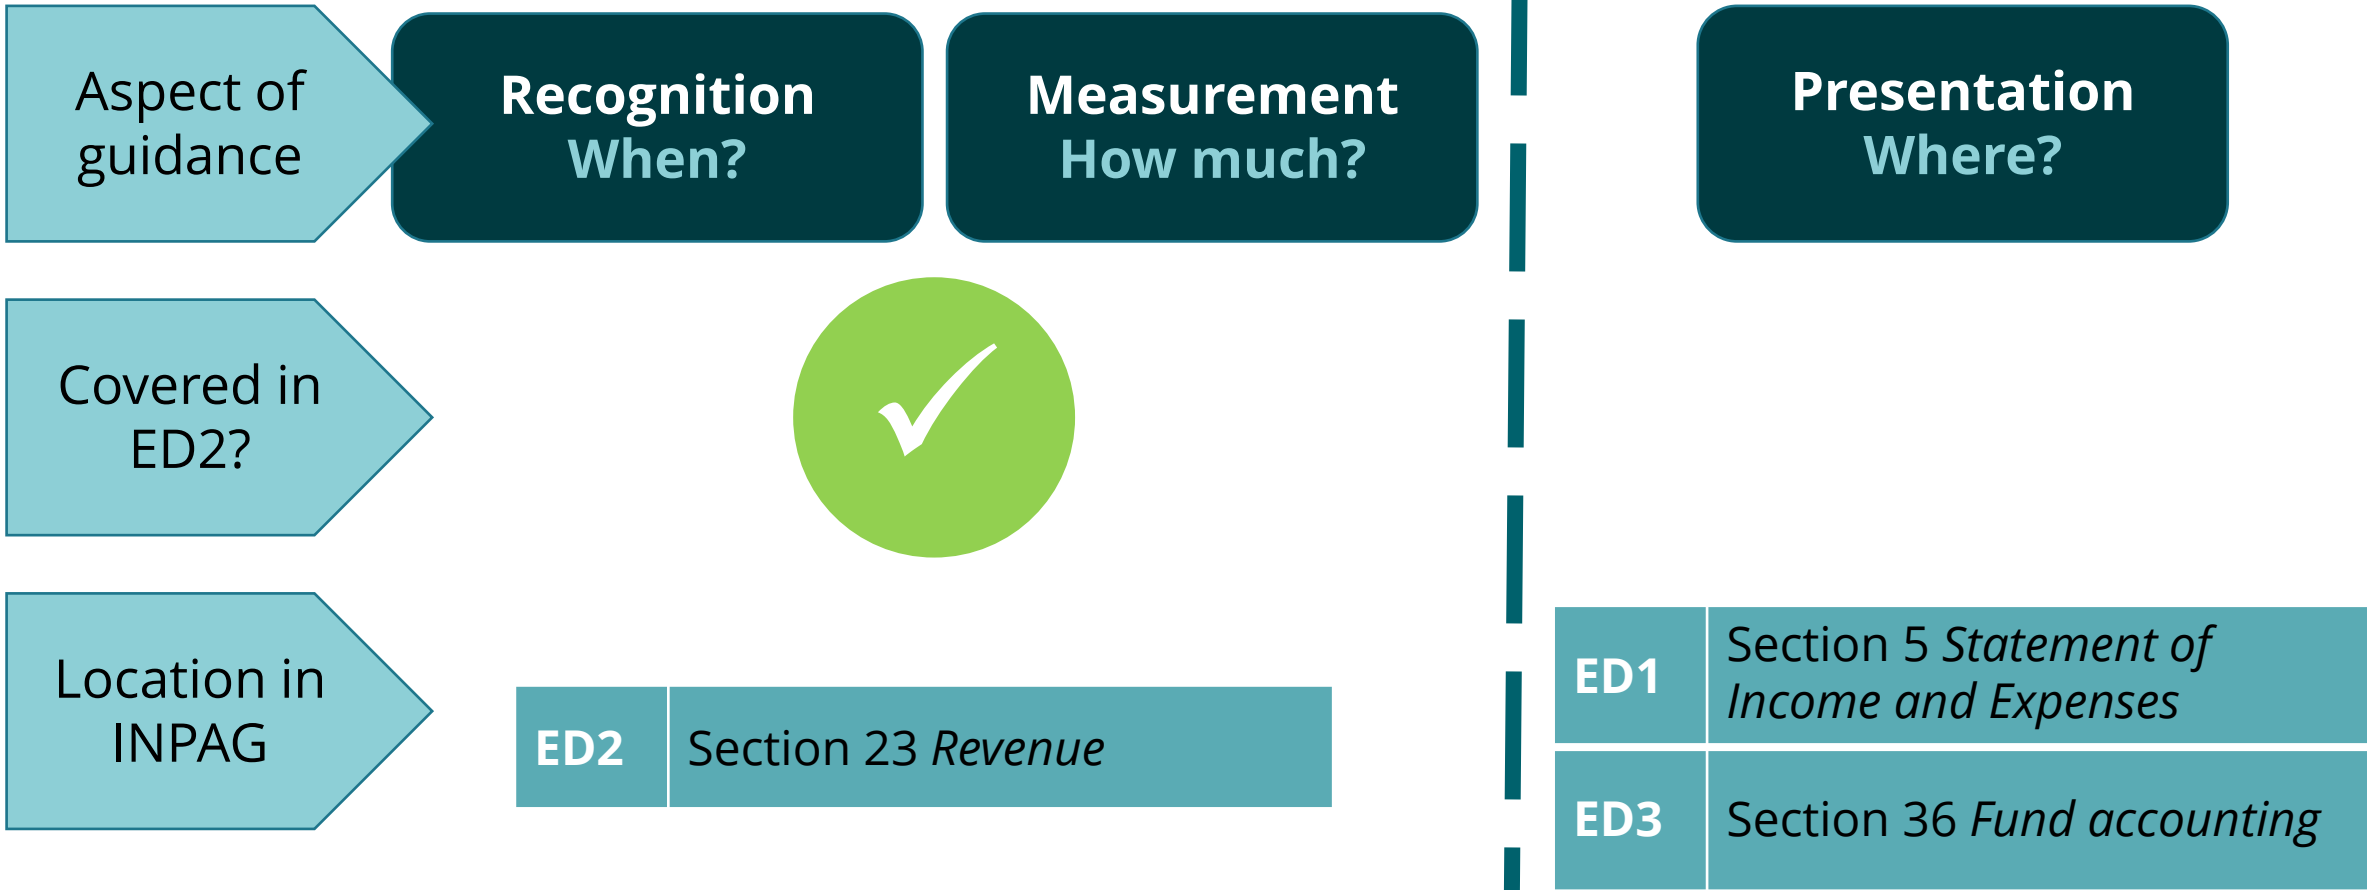 Aspect of
guidance
Recognition
When?
Measurement
How much?
Presentation
Where?
Covered in
ED2?
Location in
INPAG
ED2
Section 23 Revenue
ED1
Section 5 Statement of
Income and Expenses
ED3
Section 36 Fund accounting